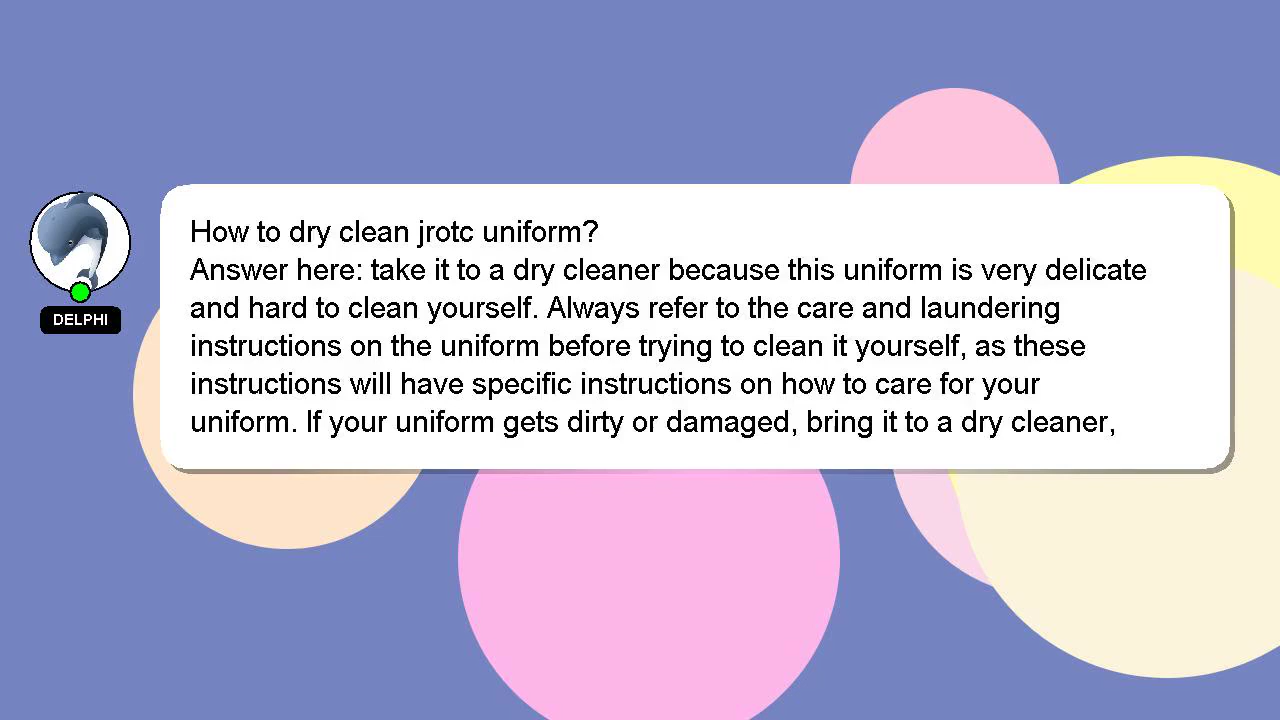 How to dry clean jrotc uniform?
Answer here: take it to a dry cleaner because this uniform is very delicate
and hard to clean yourself. Always refer to the care and laundering
instructions on the uniform before trying to clean it yourself, as these
instructions will have specific instructions on how to care for your
uniform. If your uniform gets dirty or damaged, bring it to a dry cleaner,
DELPHI